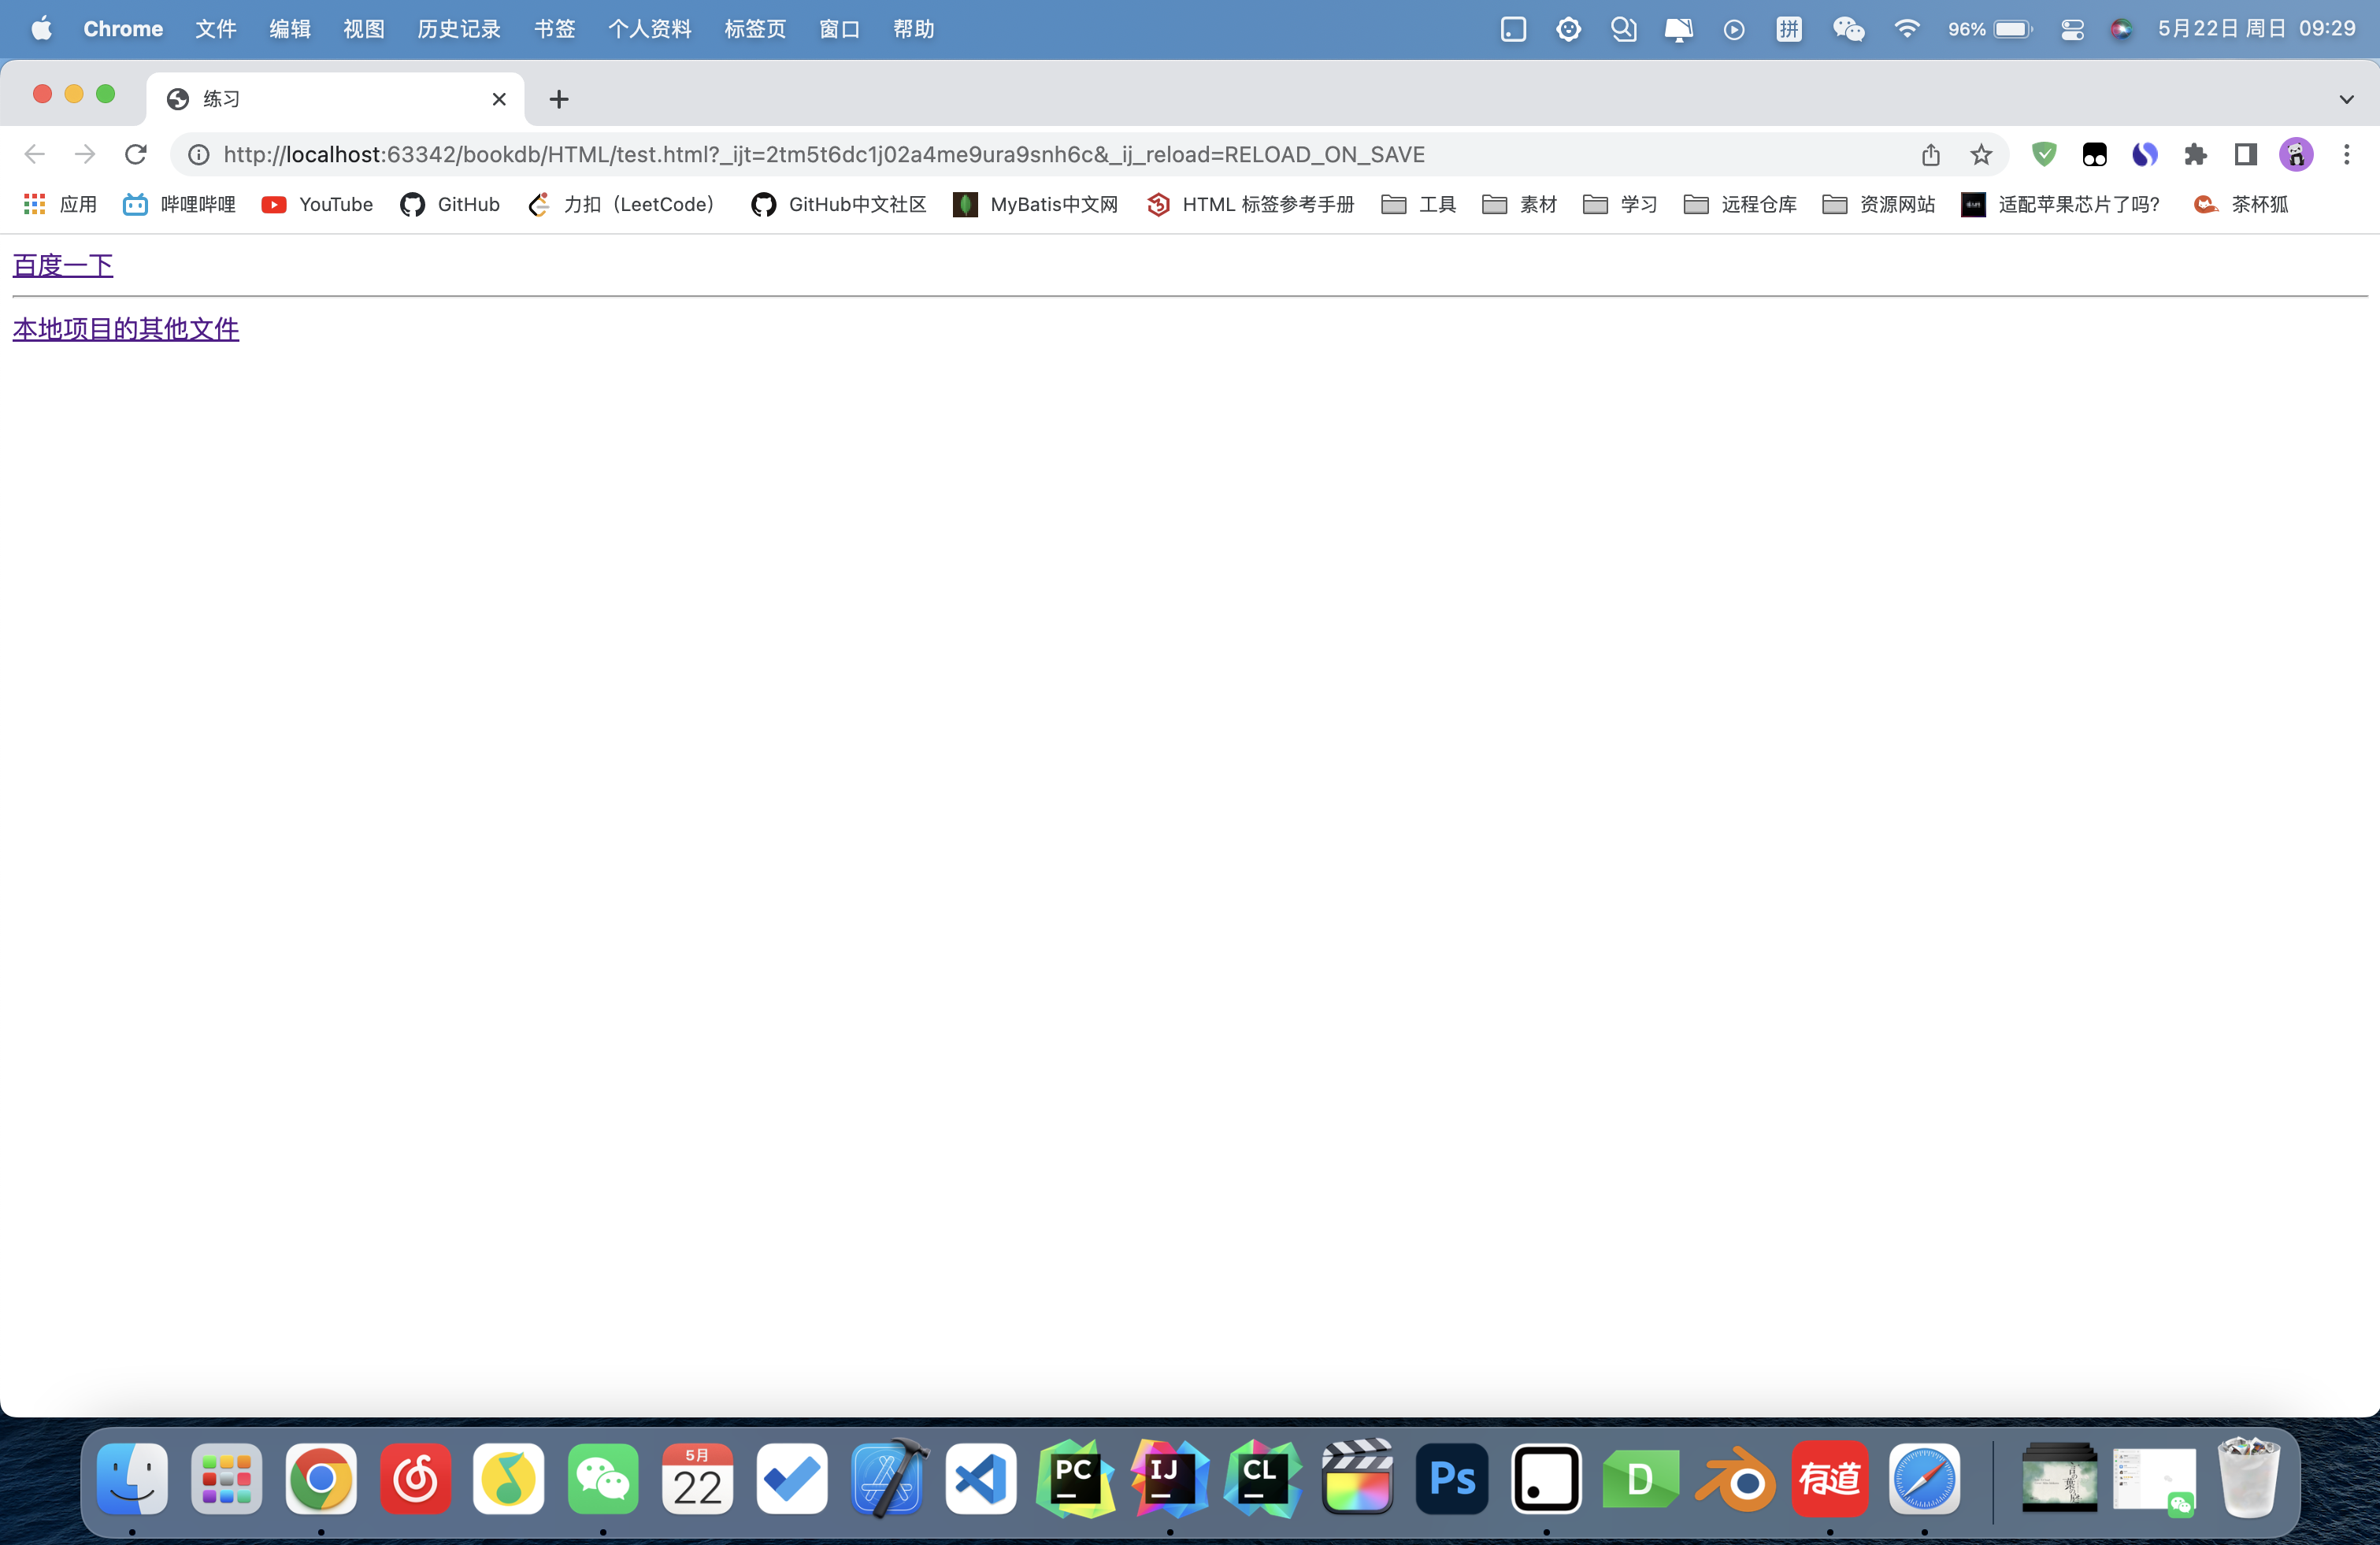 Chrome 文件 编辑 视图 历史记录 书签 个人资料 标签页 窗口 帮助 拼 96% 5月22日 周日 09:29
练习
http://localhost:63342/bookdb/HTML/test.html?_ijt=2tm5t6dc1j02a4me9ura9snh6c&_ij_reload=RELOAD_ON_SAVE
应用 哔哩哔哩 YouTube GitHub 力扣（LeetCode） GitHub中文社区 MyBatis中文网 HTML 标签参考手册 工具 素材 学习 远程仓库 资源网站 适配苹果芯片了吗? 茶杯狐
百度一下
本地项目的其他文件
5月
22 PC IJ CL Ps D 有道